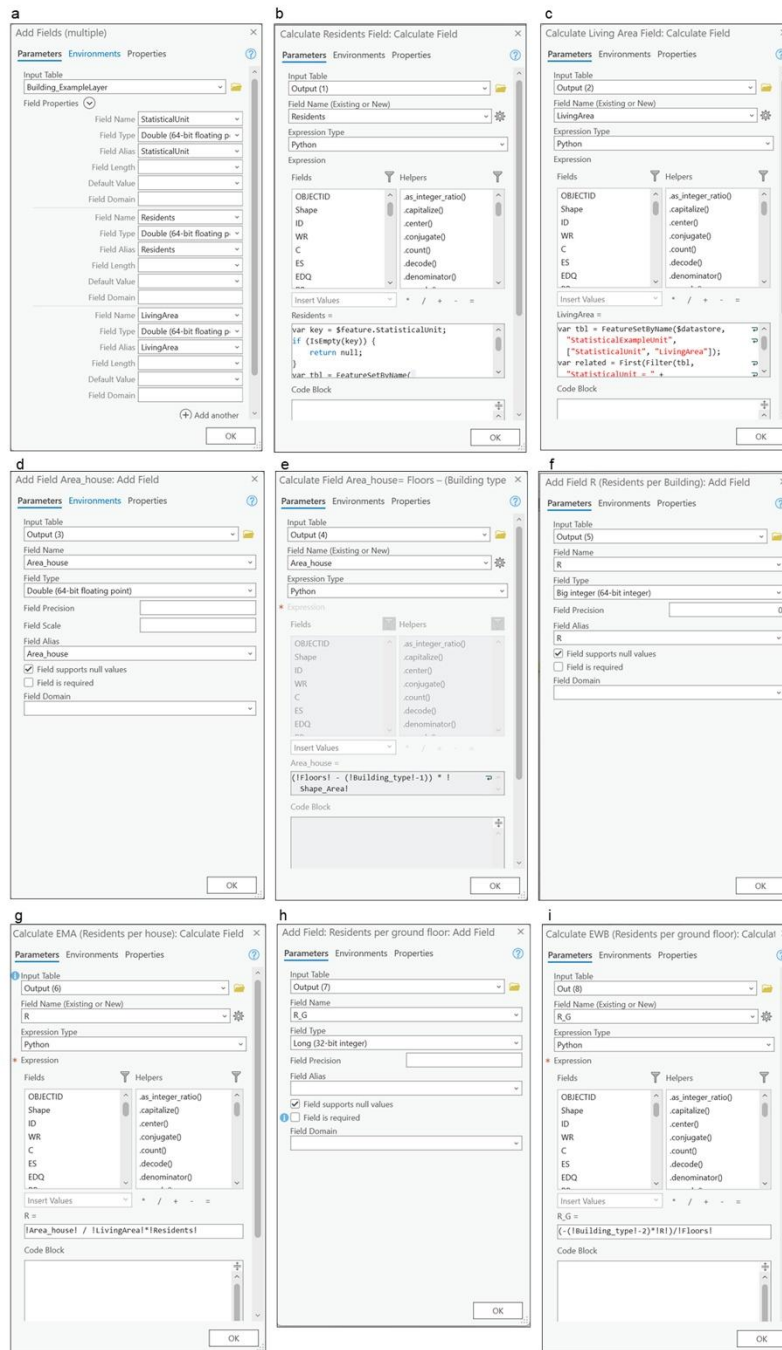 a
Add Fields (multiple) ×
Parameters Environments Properties ?
Input Table
Building_ExampleLayer
Field Properties
Field Name StatisticalUnit
Field Type Double (64-bit floating p
Field Alias StatisticalUnit
Field Length
Default Value
Field Domain
Field Name Residents
Field Type Double (64-bit floating p
Field Alias Residents
Field Length
Default Value
Field Domain
Field Name LivingArea
Field Type Double (64-bit floating p
Field Alias LivingArea
Field Length
Default Value
Field Domain
Add another
OK
b
Calculate Residents Field: Calculate Field ×
Parameters Environments Properties ?
Input Table
Output (1)
Field Name (Existing or New)
Residents
Expression Type
Python
Expression
Fields Helpers
OBJECTID .as_integer_ratio()
Shape .capitalize()
ID .center()
WR .conjugate()
C .count()
ES .decode()
EDQ .denominator()
Insert Values * / + - =
Residents =
var key = $feature.StatisticalUnit;
if (IsEmpty(key)) {
return null;
}
var tbl = FeatureSetByName(
Code Block
OK
c
Calculate Living Area Field: Calculate Field ×
Parameters Environments Properties ?
Input Table
Output (2)
Field Name (Existing or New)
LivingArea
Expression Type
Python
Expression
Fields Helpers
OBJECTID .as_integer_ratio()
Shape .capitalize()
ID .center()
WR .conjugate()
C .count()
ES .decode()
EDQ .denominator()
Insert Values * / + - =
LivingArea =
var tbl = FeatureSetByName($datastore,
"StatisticalExampleUnit",
["StatisticalUnit", "LivingArea"]);
var related = First(Filter(tbl,
"StatisticalUnit = " +
Code Block
OK
d
Add Field Area_house: Add Field ×
Parameters Environments Properties ?
Input Table
Output (3)
Field Name
Area_house
Field Type
Double (64-bit floating point)
Field Precision
Field Scale
Field Alias
Area_house
Field supports null values
Field is required
Field Domain
OK
e
Calculate Field Area_house= Floors – (Building type
Parameters Environments Properties ?
Input Table
Output (4)
Field Name (Existing or New)
Area_house
Expression Type
Python
* Expression
Fields Helpers
OBJECTID .as_integer_ratio()
Shape .capitalize()
ID .center()
WR .conjugate()
C .count()
ES .decode()
EDQ .denominator()
Insert Values * / + - =
Area_house =
(!Floors! - (!Building_type!-1)) * !
Shape_Area!
Code Block
OK
f
Add Field R (Residents per Building): Add Field ×
Parameters Environments Properties ?
Input Table
Output (5)
Field Name
R
Field Type
Big integer (64-bit integer)
Field Precision 0
Field Alias
R
Field supports null values
Field is required
Field Domain
OK
g
Calculate EMA (Residents per house): Calculate Field ×
Parameters Environments Properties ?
Input Table
Output (6)
Field Name (Existing or New)
R
Expression Type
Python
* Expression
Fields Helpers
OBJECTID .as_integer_ratio()
Shape .capitalize()
ID .center()
WR .conjugate()
C .count()
ES .decode()
EDQ .denominator()
Insert Values * / + - =
R =
!Area_house! / !LivingArea!*!Residents!
Code Block
OK
h
Add Field: Residents per ground floor: Add Field ×
Parameters Environments Properties ?
Input Table
Output (7)
Field Name
R_G
Field Type
Long (32-bit integer)
Field Precision
Field Alias
Field supports null values
Field is required
Field Domain
OK
i
Calculate EWB (Residents per ground floor): Calculat
Parameters Environments Properties ?
Input Table
Out (8)
Field Name (Existing or New)
R_G
Expression Type
Python
* Expression
Fields Helpers
OBJECTID .as_integer_ratio()
Shape .capitalize()
ID .center()
WR .conjugate()
C .count()
ES .decode()
EDQ .denominator()
Insert Values * / + - =
R_G =
(-(!Building_type!-2)*!R!)/!Floors!
Code Block
OK